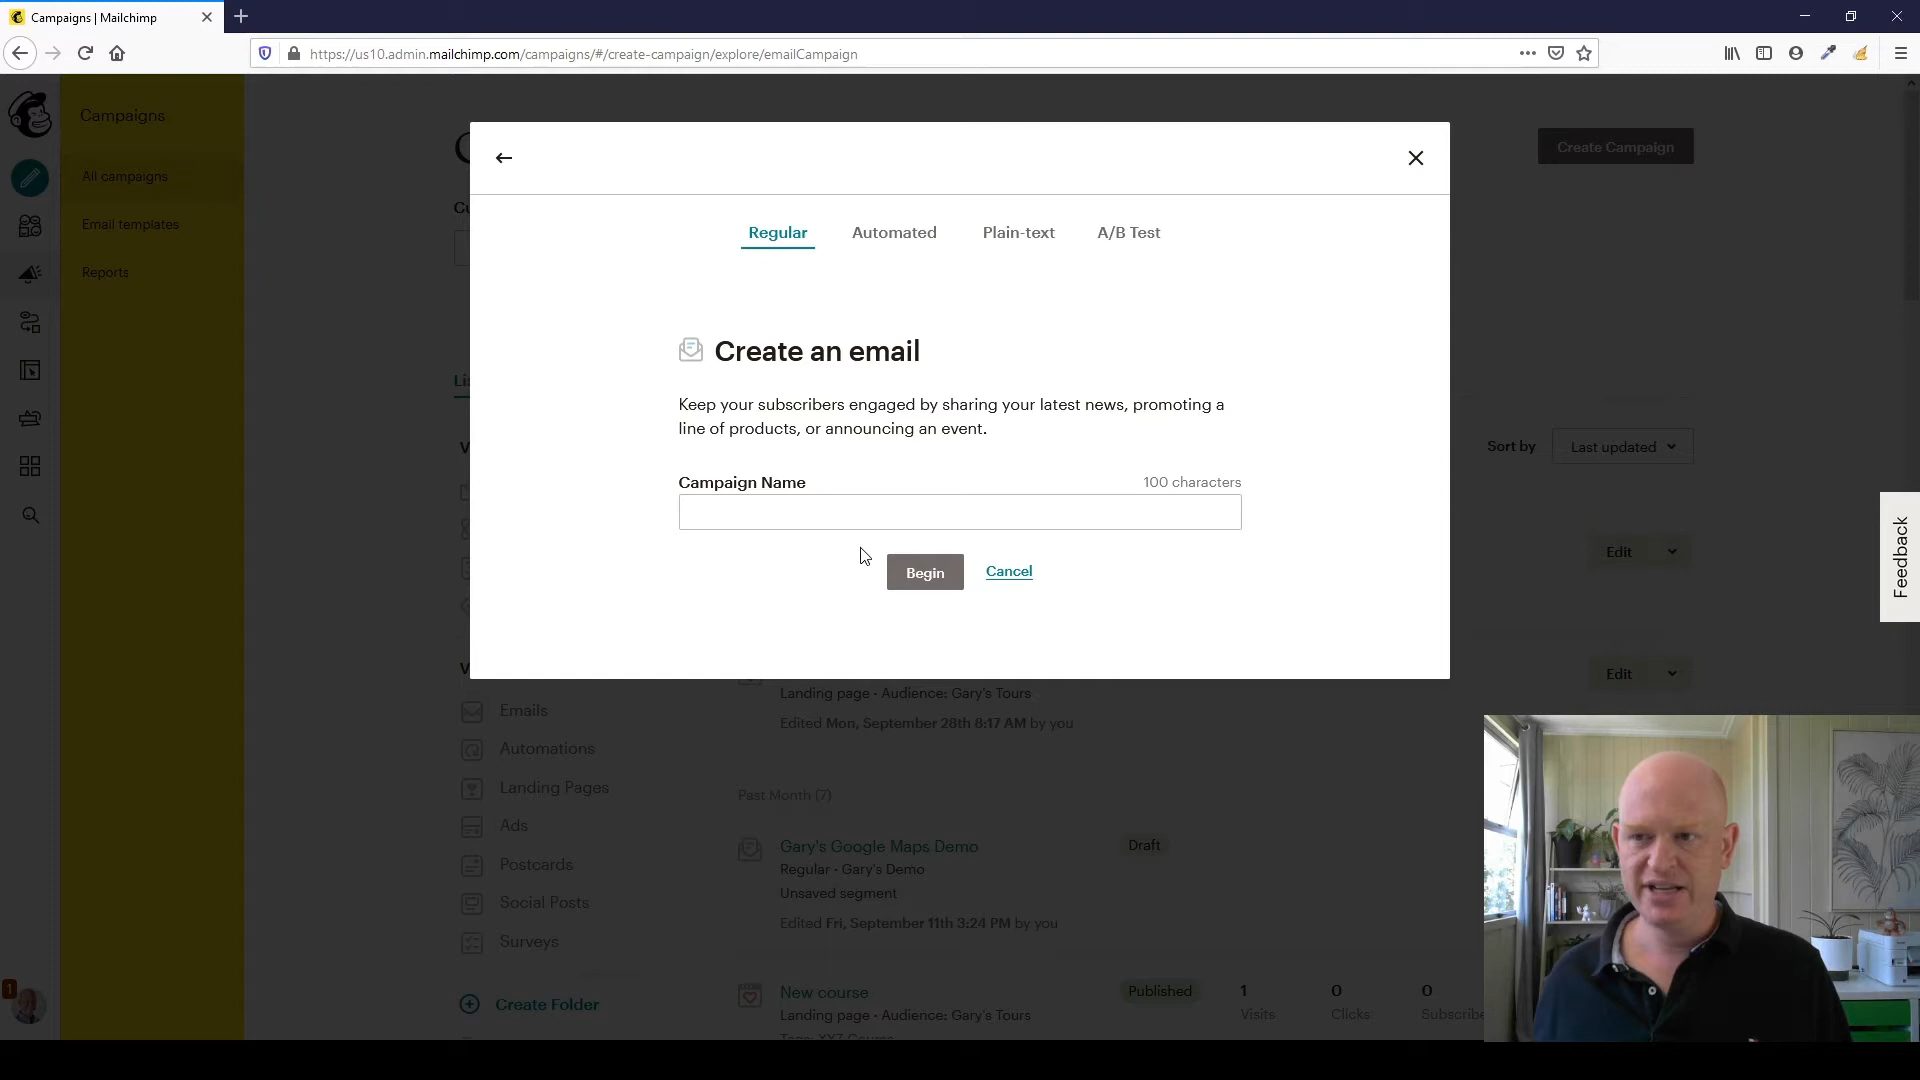 Campaigns | Mailchimp
https://us10.admin.mailchimp.com/campaigns/#/create-campaign/explore/emailCampaign
Campaigns
All campaigns
Email templates
Reports
Create Campaign
Regular
Automated
Plain-text
A/B Test
Create an email
Keep your subscribers engaged by sharing your latest news, promoting a
line of products, or announcing an event.
Campaign Name
100 characters
Begin
Cancel
Sort by
Last updated
Edit
Edit
Feedback
Emails
Automations
Landing Pages
Ads
Postcards
Social Posts
Surveys
Create Folder
Landing page · Audience: Gary's Tours
Edited Mon, September 28th 8:17 AM by you
Past Month (7)
Gary's Google Maps Demo
Draft
Regular · Gary's Demo
Unsaved segment
Edited Fri, September 11th 3:24 PM by you
New course
Published
1
0
0
Landing page · Audience: Gary's Tours
Visits
Clicks
Subscribe
1